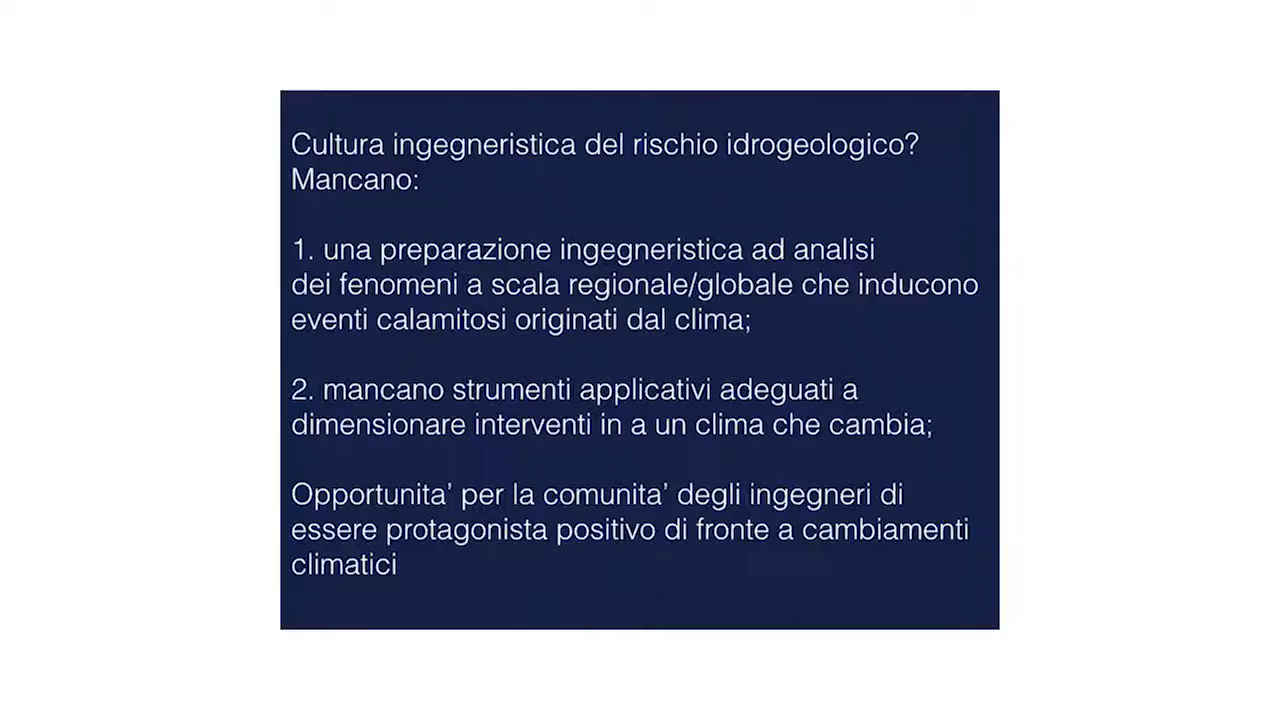 Cultura ingegneristica del rischio idrogeologico?
Mancano:
1. una preparazione ingegneristica ad analisi
dei fenomeni a scala regionale/globale che inducono
eventi calamitosi originati dal clima;
2. mancano strumenti applicativi adeguati a
dimensionare interventi in a un clima che cambia;
Opportunita’ per la comunita’ degli ingegneri di
essere protagonista positivo di fronte a cambiamenti
climatici